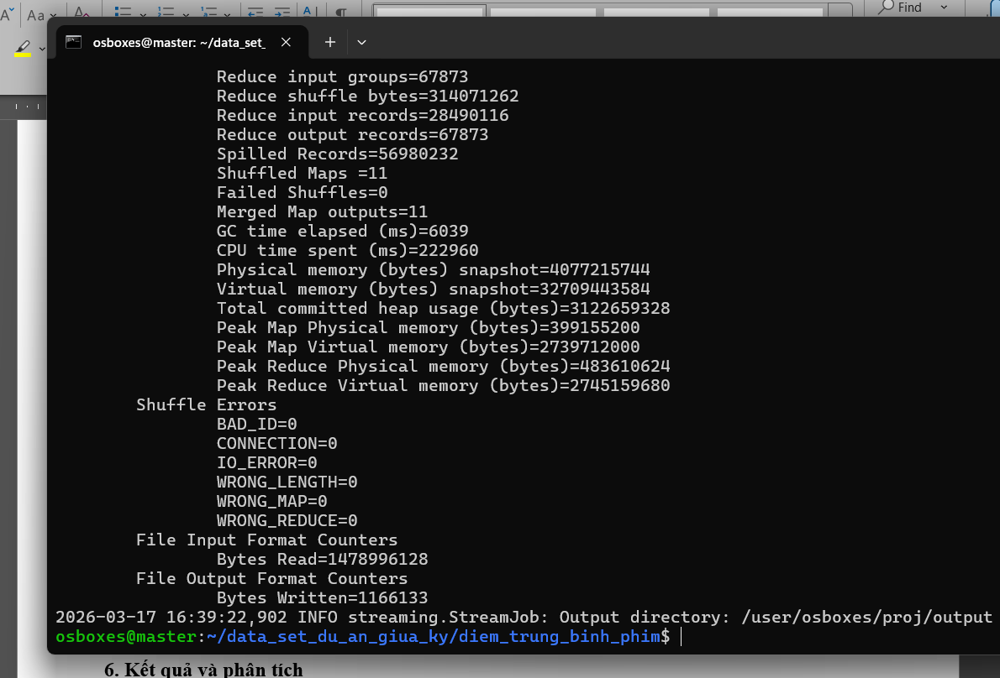 Aa
Find
osboxes@master: ~/data_set_
Reduce input groups=67873
Reduce shuffle bytes=314071262
Reduce input records=28490116
Reduce output records=67873
Spilled Records=56980232
Shuffled Maps =11
Failed Shuffles=0
Merged Map outputs=11
GC time elapsed (ms)=6039
CPU time spent (ms)=222960
Physical memory (bytes) snapshot=4077215744
Virtual memory (bytes) snapshot=32709443584
Total committed heap usage (bytes)=3122659328
Peak Map Physical memory (bytes)=399155200
Peak Map Virtual memory (bytes)=2739712000
Peak Reduce Physical memory (bytes)=483610624
Peak Reduce Virtual memory (bytes)=2745159680
Shuffle Errors
BAD_ID=0
CONNECTION=0
IO_ERROR=0
WRONG_LENGTH=0
WRONG_MAP=0
WRONG_REDUCE=0
File Input Format Counters
Bytes Read=1478996128
File Output Format Counters
Bytes Written=1166133
2026-03-17 16:39:22,902 INFO streaming.StreamJob: Output directory: /user/osboxes/proj/output
osboxes@master:~/data_set_du_an_giua_ky/diem_trung_binh_phim$
6. Kết quả và phân tích